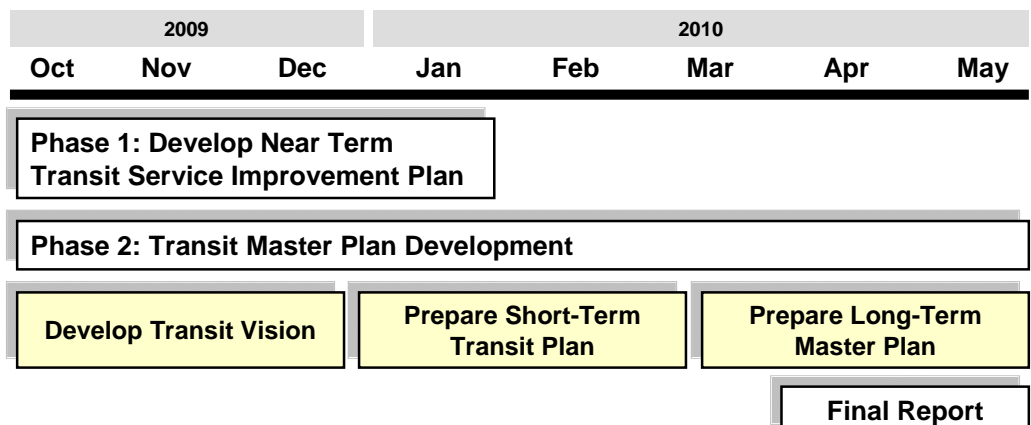 2009 2010
Oct Nov Dec Jan Feb Mar Apr May
Phase 1: Develop Near Term
Transit Service Improvement Plan
Phase 2: Transit Master Plan Development
Develop Transit Vision
Prepare Short-Term
Transit Plan
Prepare Long-Term
Master Plan
Final Report